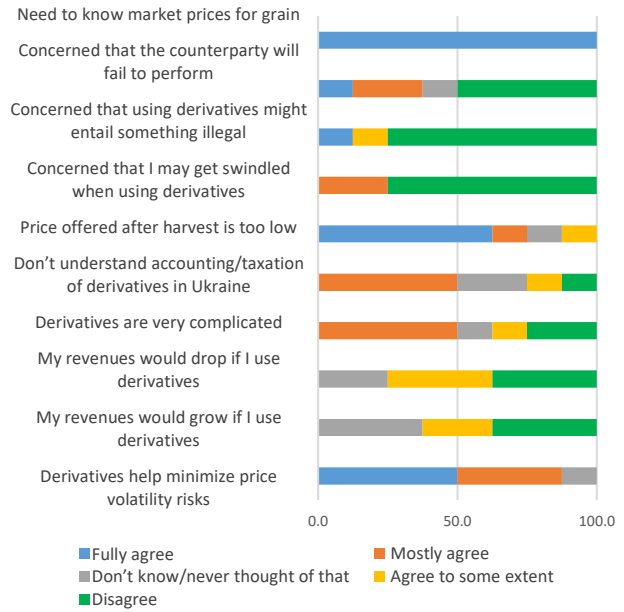 Need to know market prices for grain
Concerned that the counterparty will
fail to perform
Concerned that using derivatives might
entail something illegal
Concerned that I may get swindled
when using derivatives
Price offered after harvest is too low
Don’t understand accounting/taxation
of derivatives in Ukraine
Derivatives are very complicated
My revenues would drop if I use
derivatives
My revenues would grow if I use
derivatives
Derivatives help minimize price
volatility risks
0.0 50.0 100.0
Fully agree Mostly agree
Don't know/never thought of that Agree to some extent
Disagree